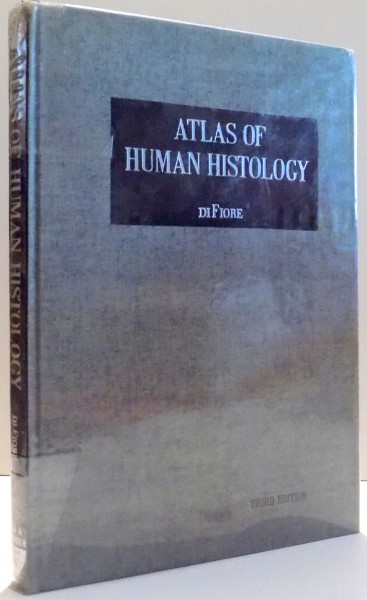 ATLAS OF
HUMAN HISTOLOGY
DIFIORE
THIRD EDITION
ATLAS OF HUMAN HISTOLOGY
DIFIORE